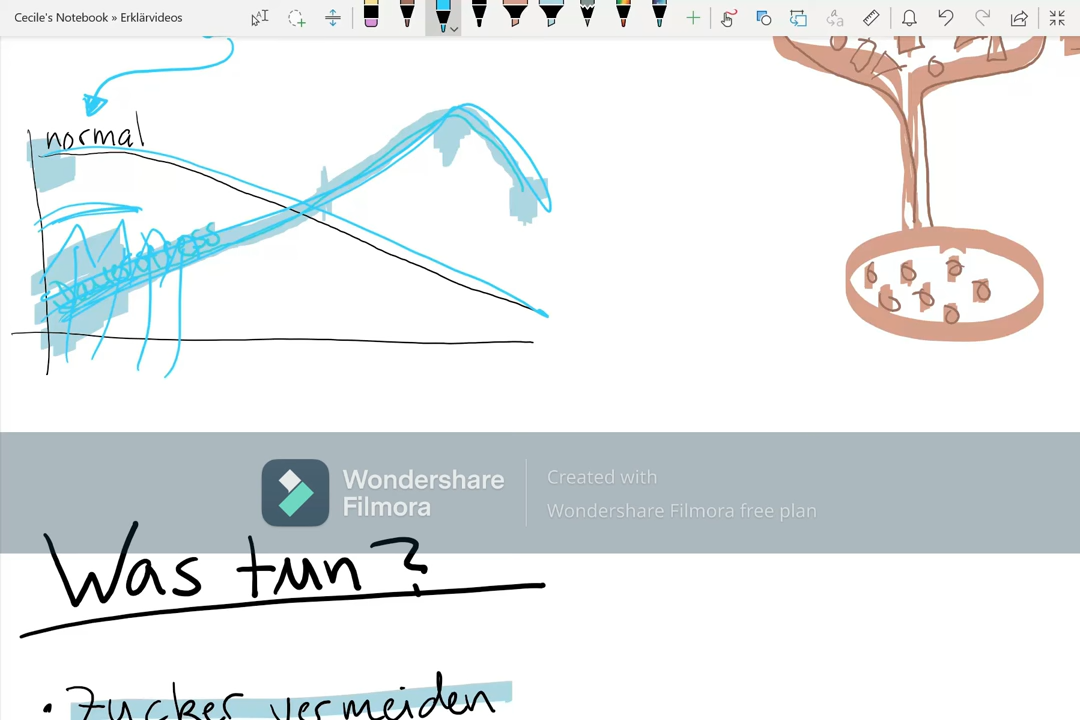 Cecile's Notebook » Erklärvideos
normal
Wondershare
Filmora
Created with
Wondershare Filmora free plan
Was tun?
• Zucker vermeiden